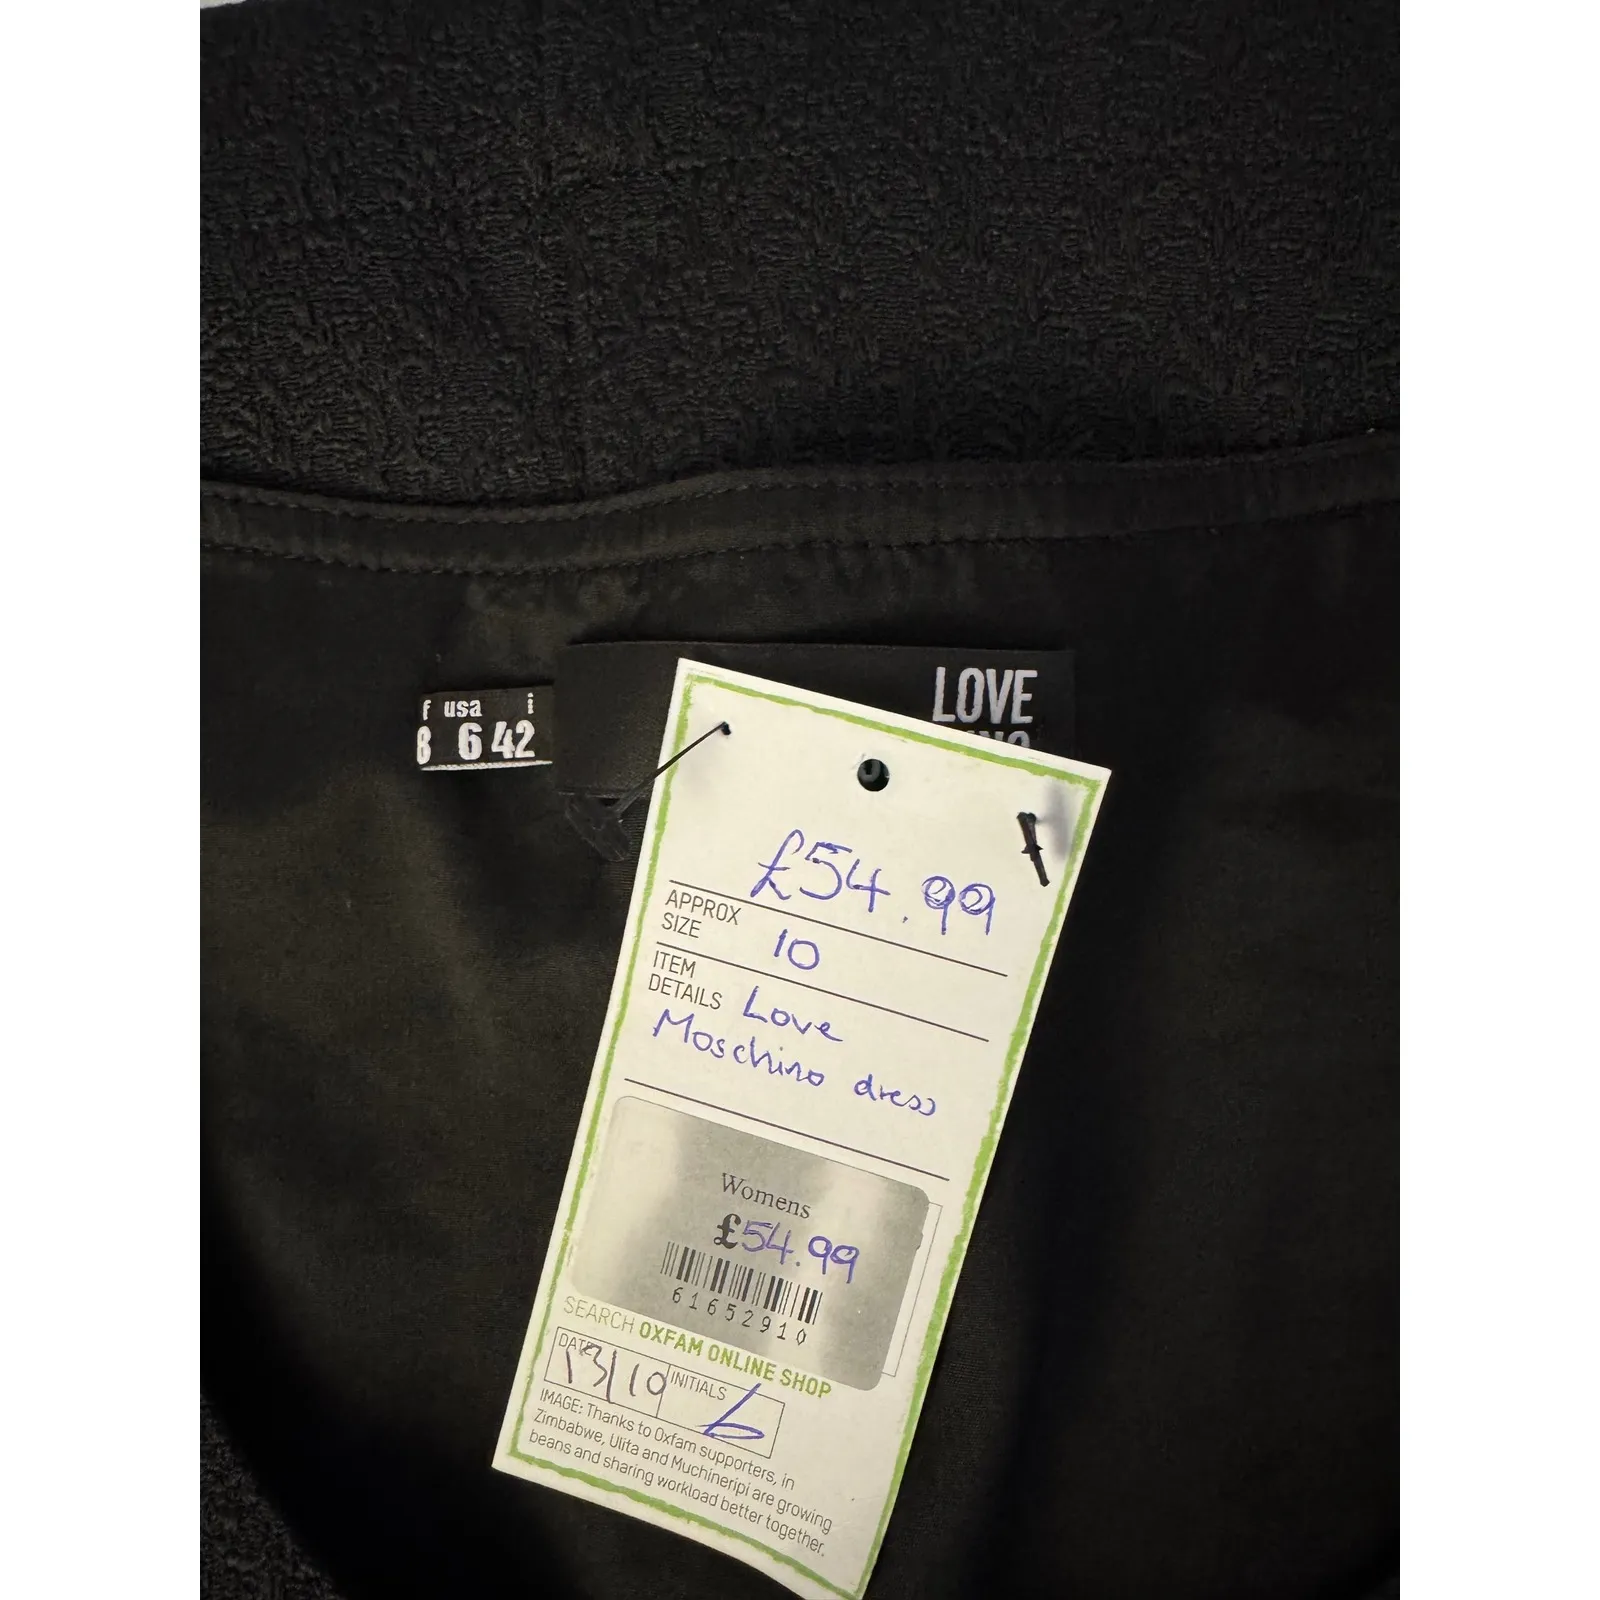 LOVE
f usa i
8 6 42
£54.99
APPROX
SIZE 10
ITEM
DETAILS Love
Moschino dress
Womens
£54.99
61652910
SEARCH OXFAM ONLINE SHOP
DATE 13/10 INITIALS
IMAGE: Thanks to Oxfam supporters, in
Zimbabwe, Ulita and Muchineripi are growing
beans and sharing workload better together.